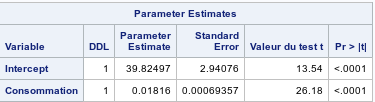 Parameter Estimates
Variable DDL Parameter Estimate Standard Error Valeur du test t Pr > |t|
Intercept 1 39.82497 2.94076 13.54 <.0001
Consommation 1 0.01816 0.00069357 26.18 <.0001